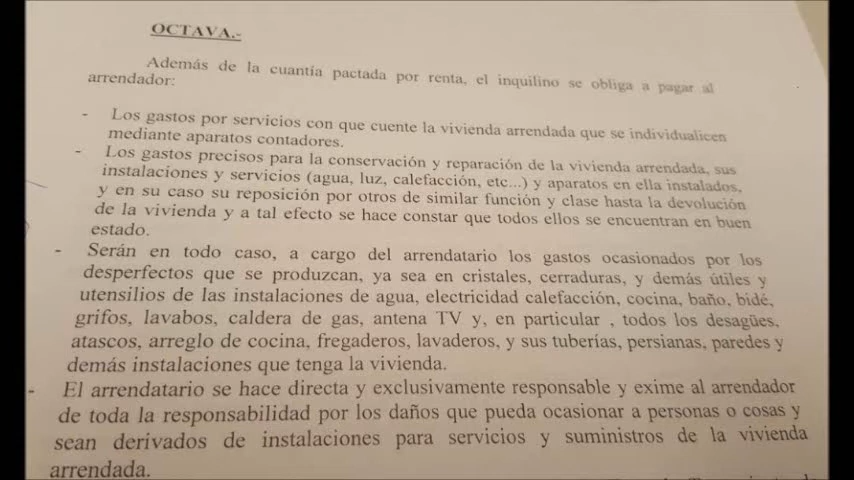 OCTAVA.-
Además de la cuantía pactada por renta, el inquilino se obliga a pagar al
arrendador:
- Los gastos por servicios con que cuente la vivienda arrendada que se individualicen
mediante aparatos contadores.
- Los gastos precisos para la conservación y reparación de la vivienda arrendada, sus
instalaciones y servicios (agua, luz, calefacción, etc...) y aparatos en ella instalados,
y en su caso su reposición por otros de similar función y clase hasta la devolución
de la vivienda y a tal efecto se hace constar que todos ellos se encuentran en buen
estado.
- Serán en todo caso, a cargo del arrendatario los gastos ocasionados por los
desperfectos que se produzcan, ya sea en cristales, cerraduras, y demás útiles y
utensilios de las instalaciones de agua, electricidad calefacción, cocina, baño, bidé,
grifos, lavabos, caldera de gas, antena TV y, en particular , todos los desagües,
atascos, arreglo de cocina, fregaderos, lavaderos, y sus tuberías, persianas, paredes y
demás instalaciones que tenga la vivienda.
- El arrendatario se hace directa y exclusivamente responsable y exime al arrendador
de toda la responsabilidad por los daños que pueda ocasionar a personas o cosas y
sean derivados de instalaciones para servicios y suministros de la vivienda
arrendada.